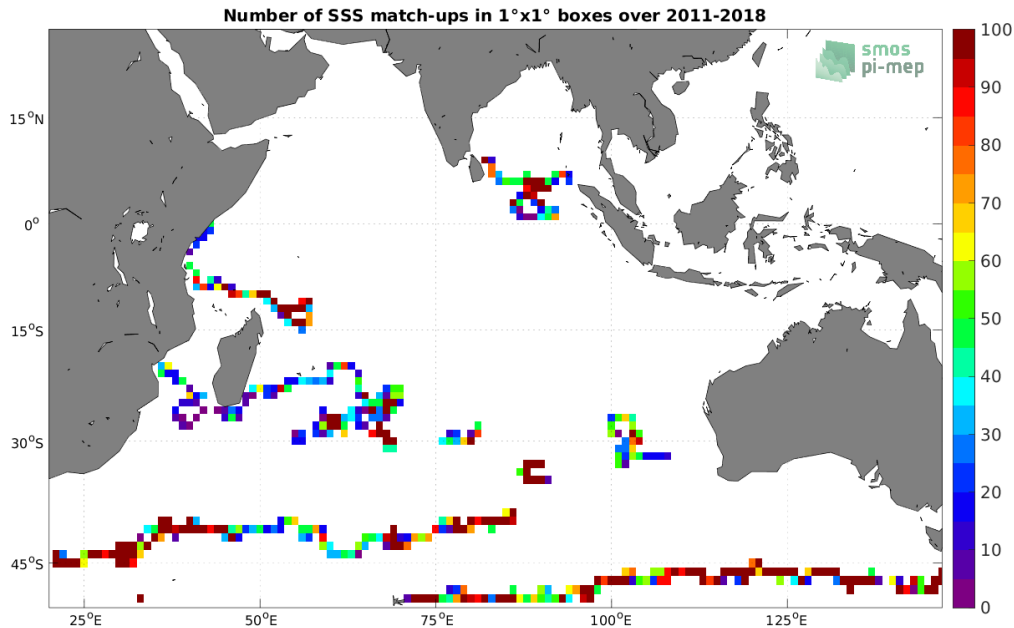 Number of SSS match-ups in 1°x1° boxes over 2011-2018
smos
pi-mep
15°N
0°
15°S
30°S
45°S
25°E
50°E
75°E
100°E
125°E
100
90
80
70
60
50
40
30
20
10
0